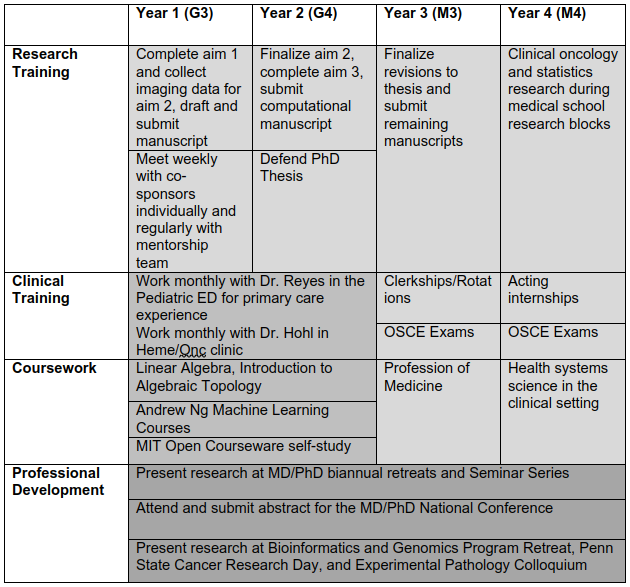 Year 1 (G3)
Year 2 (G4)
Year 3 (M3)
Year 4 (M4)
Research
Training
Complete aim 1
and collect
imaging data for
aim 2, draft and
submit
manuscript
Finalize aim 2,
complete aim 3,
submit
computational
manuscript
Finalize
revisions to
thesis and
submit
remaining
manuscripts
Clinical oncology
and statistics
research during
medical school
research blocks
Meet weekly
with co-
sponsors
individually and
regularly with
mentorship
team
Defend PhD
Thesis
Clinical
Training
Work monthly with Dr. Reyes in the
Pediatric ED for primary care
experience
Work monthly with Dr. Hohl in
Heme/Onc clinic
Clerkships/Rotat
ions
Acting
internships
OSCE Exams
OSCE Exams
Coursework
Linear Algebra, Introduction to
Algebraic Topology
Andrew Ng Machine Learning
Courses
MIT Open Courseware self-study
Profession of
Medicine
Health systems
science in the
clinical setting
Professional
Development
Present research at MD/PhD biannual retreats and Seminar Series
Attend and submit abstract for the MD/PhD National Conference
Present research at Bioinformatics and Genomics Program Retreat, Penn
State Cancer Research Day, and Experimental Pathology Colloquium